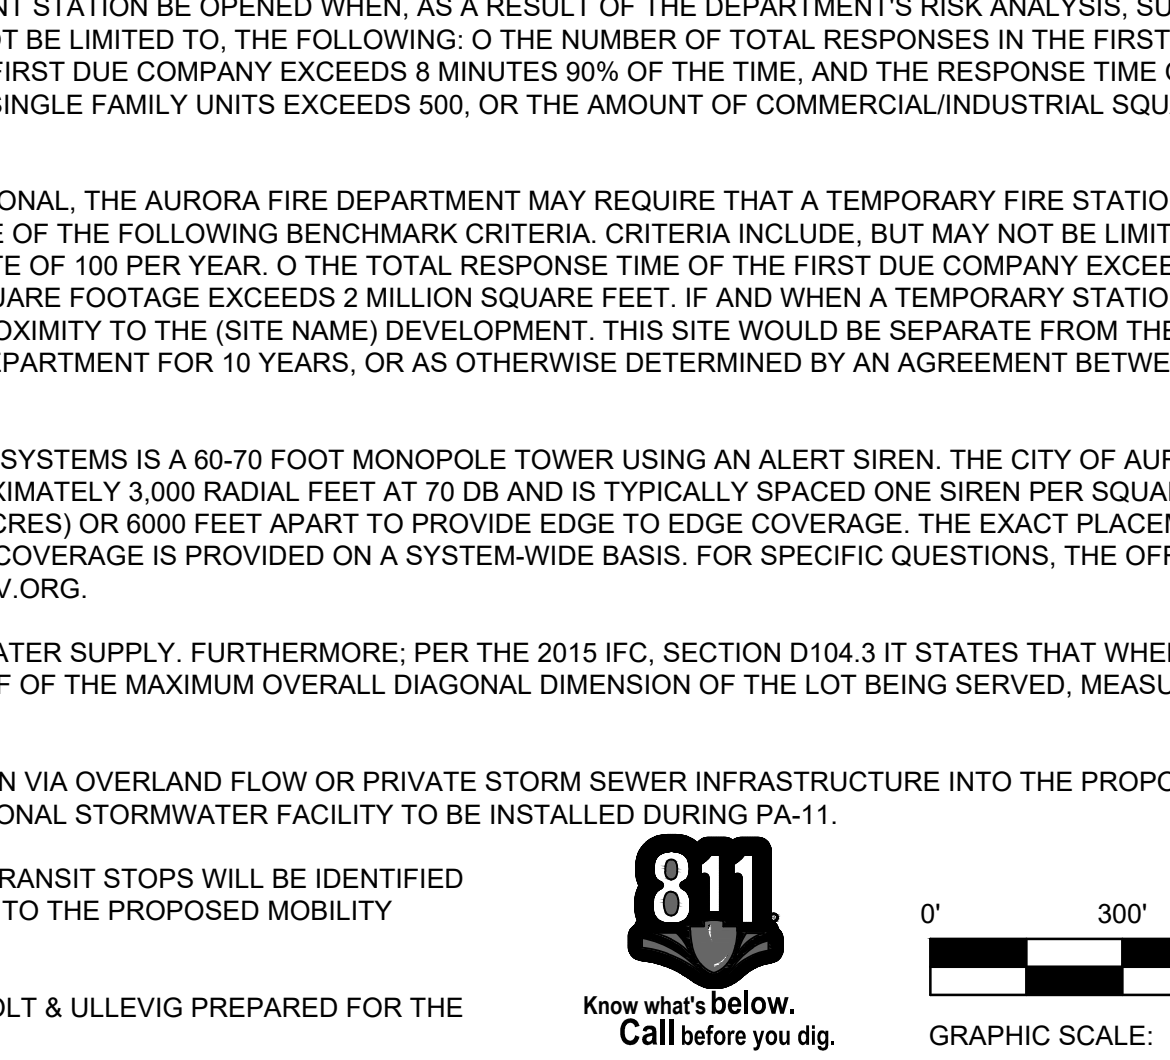 NT STATION BE OPENED WHEN, AS A RESULT OF THE DEPARTMENT'S RISK ANALYSIS, SU
OT BE LIMITED TO, THE FOLLOWING: O THE NUMBER OF TOTAL RESPONSES IN THE FIRST
FIRST DUE COMPANY EXCEEDS 8 MINUTES 90% OF THE TIME, AND THE RESPONSE TIME
SINGLE FAMILY UNITS EXCEEDS 500, OR THE AMOUNT OF COMMERCIAL/INDUSTRIAL SQUA
ONAL, THE AURORA FIRE DEPARTMENT MAY REQUIRE THAT A TEMPORARY FIRE STATIO
E OF THE FOLLOWING BENCHMARK CRITERIA. CRITERIA INCLUDE, BUT MAY NOT BE LIMIT
TE OF 100 PER YEAR. O THE TOTAL RESPONSE TIME OF THE FIRST DUE COMPANY EXCEE
UARE FOOTAGE EXCEEDS 2 MILLION SQUARE FEET. IF AND WHEN A TEMPORARY STATIO
OXIMITY TO THE (SITE NAME) DEVELOPMENT. THIS SITE WOULD BE SEPARATE FROM THE
EPARTMENT FOR 10 YEARS, OR AS OTHERWISE DETERMINED BY AN AGREEMENT BETWE
SYSTEMS IS A 60-70 FOOT MONOPOLE TOWER USING AN ALERT SIREN. THE CITY OF AUR
XIMATELY 3,000 RADIAL FEET AT 70 DB AND IS TYPICALLY SPACED ONE SIREN PER SQUA
CRES) OR 6000 FEET APART TO PROVIDE EDGE TO EDGE COVERAGE. THE EXACT PLACEM
COVERAGE IS PROVIDED ON A SYSTEM-WIDE BASIS. FOR SPECIFIC QUESTIONS, THE OFF
V.ORG.
ATER SUPPLY. FURTHERMORE; PER THE 2015 IFC, SECTION D104.3 IT STATES THAT WHE
F OF THE MAXIMUM OVERALL DIAGONAL DIMENSION OF THE LOT BEING SERVED, MEASU
N VIA OVERLAND FLOW OR PRIVATE STORM SEWER INFRASTRUCTURE INTO THE PROPO
ONAL STORMWATER FACILITY TO BE INSTALLED DURING PA-11.
RANSIT STOPS WILL BE IDENTIFIED
TO THE PROPOSED MOBILITY
OLT & ULLEVIG PREPARED FOR THE
811
Know what's below.
Call before you dig.
0' 300'
GRAPHIC SCALE: